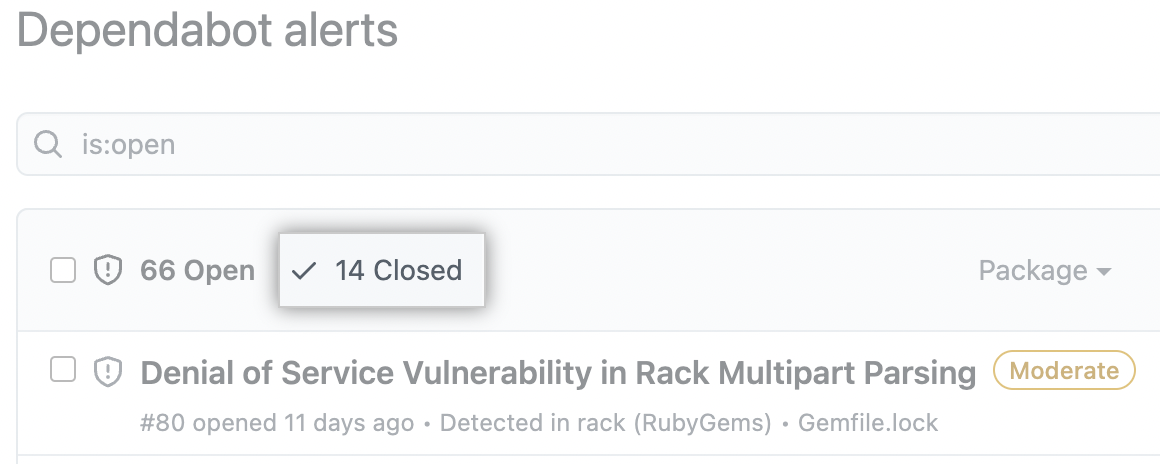 Dependabot alerts
is:open
66 Open 14 Closed Package
Denial of Service Vulnerability in Rack Multipart Parsing Moderate
#80 opened 11 days ago • Detected in rack (RubyGems) • Gemfile.lock